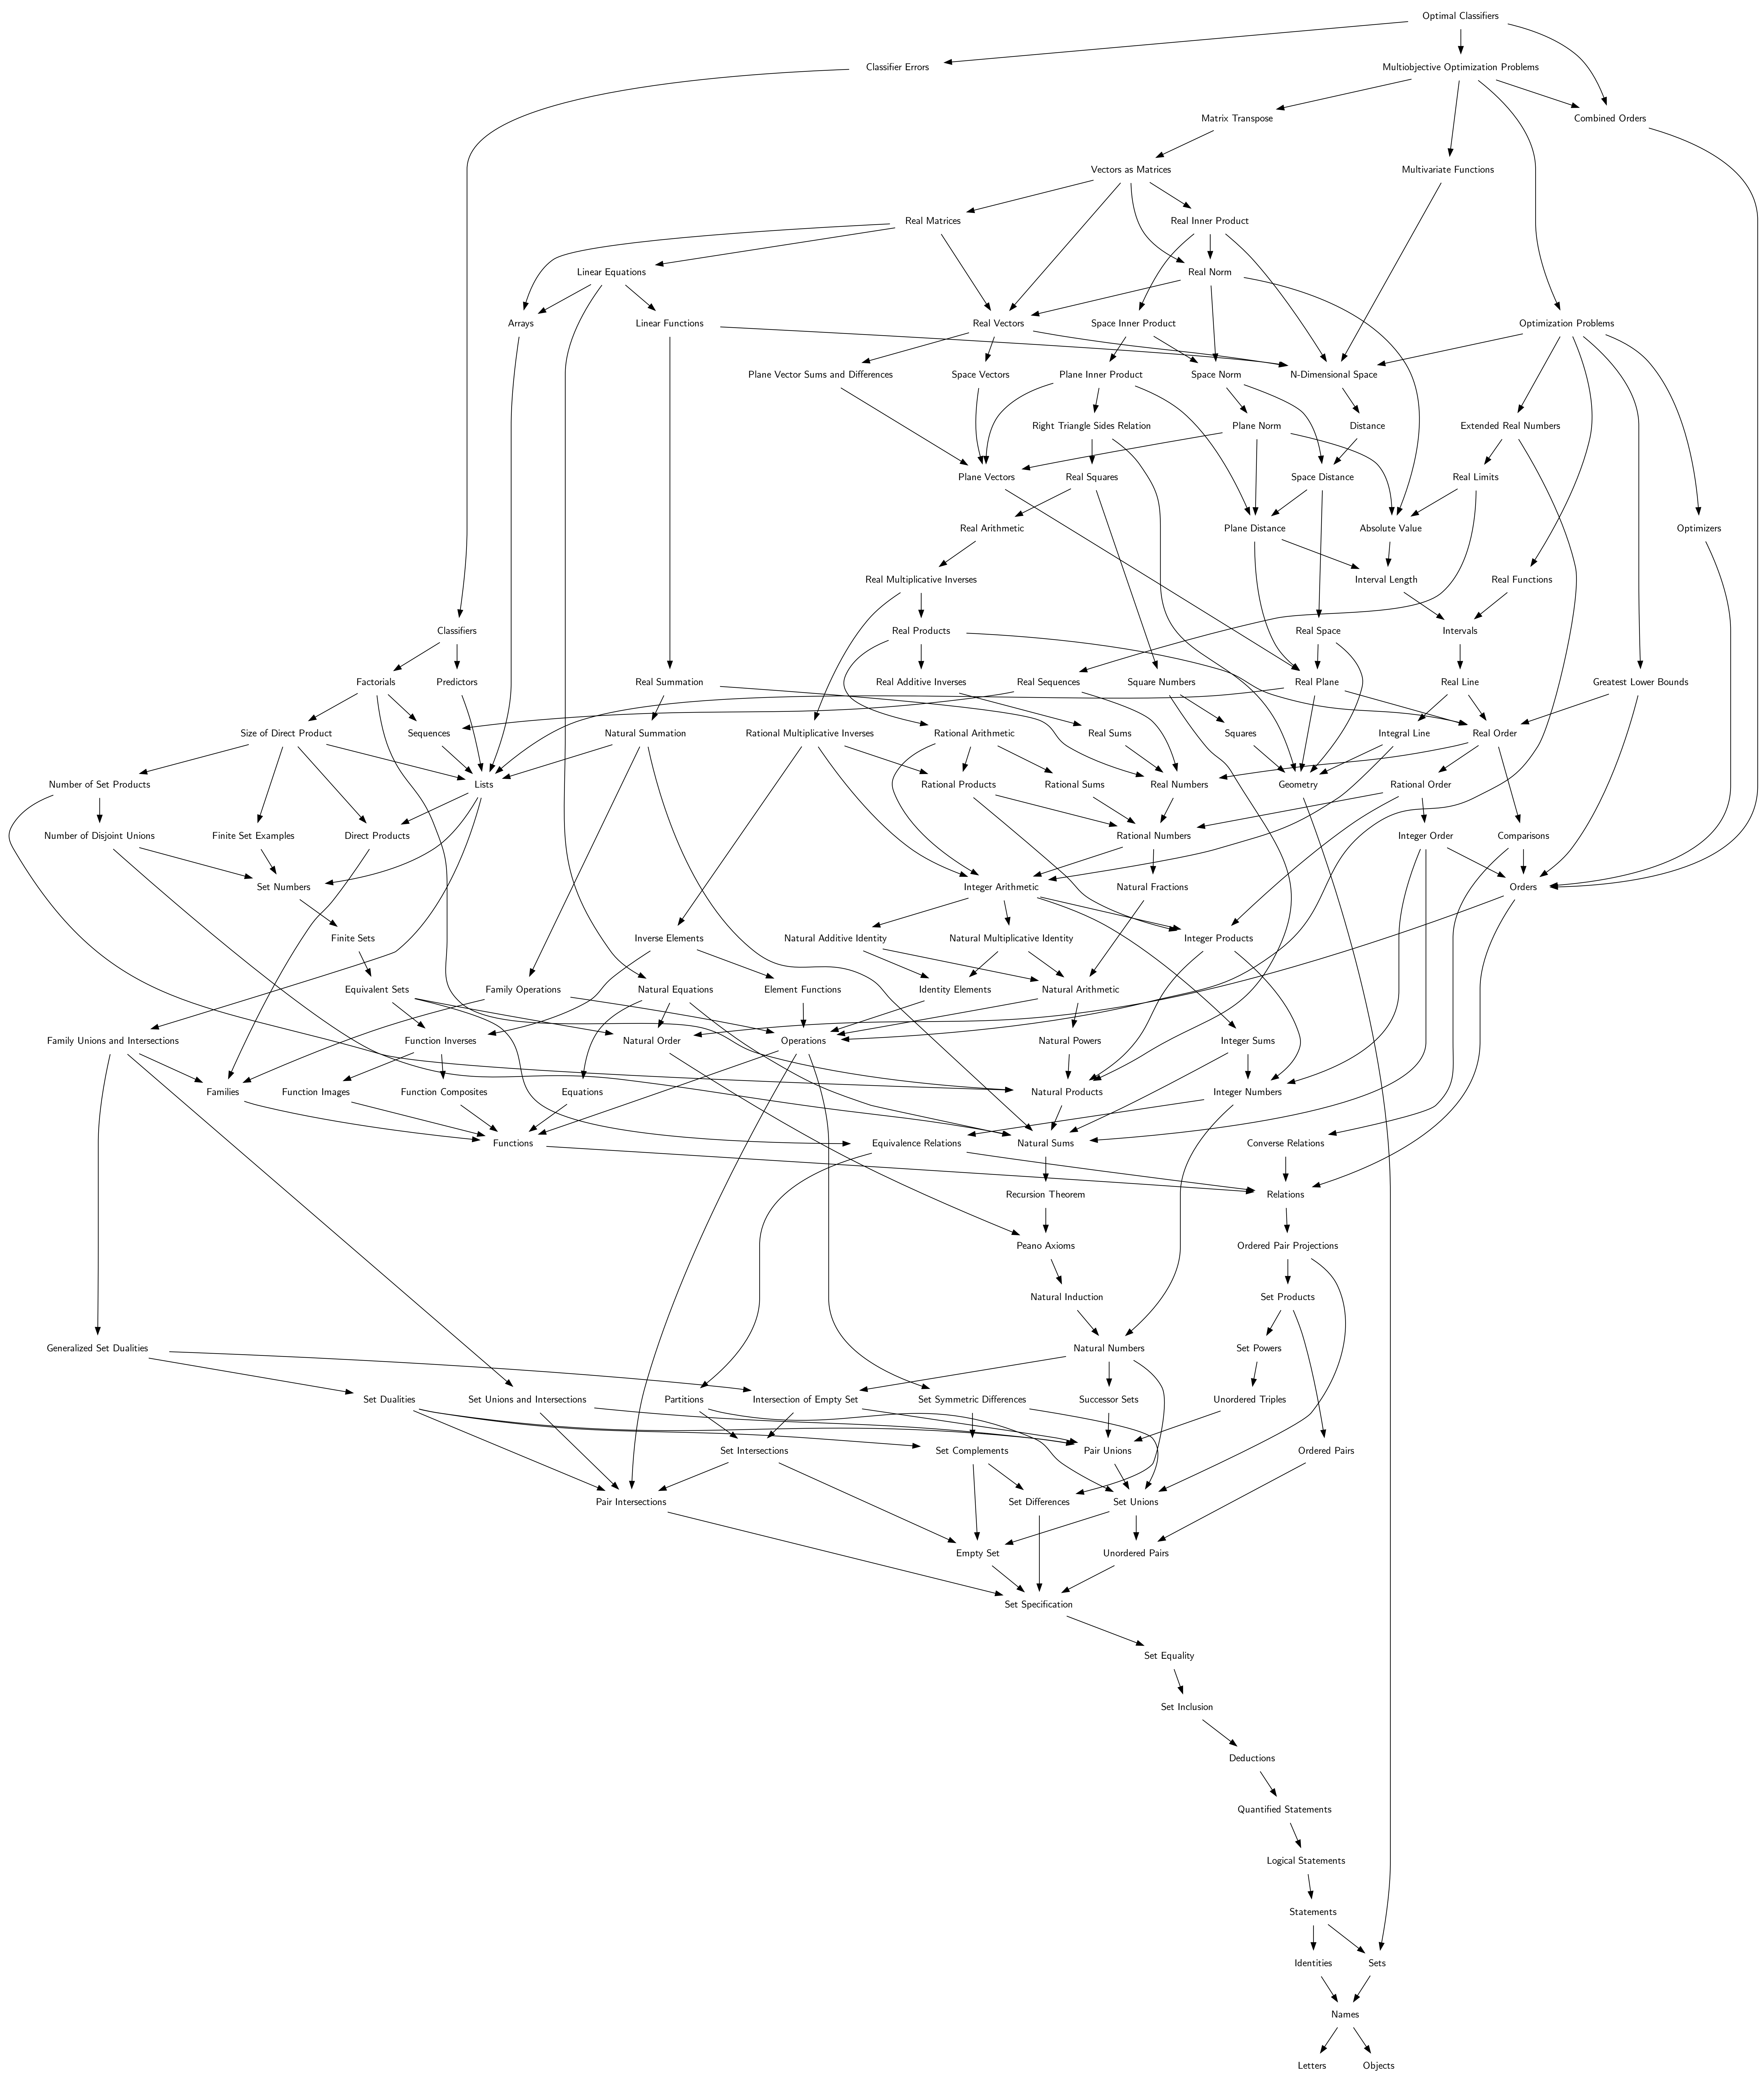 Optimal Classifiers
Classifier Errors
Multiobjective Optimization Problems
Matrix Transpose
Combined Orders
Vectors as Matrices
Multivariate Functions
Real Matrices
Real Inner Product
Linear Equations
Real Norm
Arrays
Linear Functions
Real Vectors
Space Inner Product
Optimization Problems
Plane Vector Sums and Differences
Space Vectors
Plane Inner Product
Space Norm
N-Dimensional Space
Right Triangle Sides Relation
Plane Norm
Distance
Extended Real Numbers
Plane Vectors
Real Squares
Space Distance
Real Limits
Real Arithmetic
Plane Distance
Absolute Value
Optimizers
Real Multiplicative Inverses
Interval Length
Real Functions
Classifiers
Real Products
Real Space
Intervals
Factorials
Predictors
Real Summation
Real Additive Inverses
Real Sequences
Square Numbers
Real Plane
Real Line
Greatest Lower Bounds
Size of Direct Product
Sequences
Natural Summation
Rational Multiplicative Inverses
Rational Arithmetic
Real Sums
Squares
Integral Line
Real Order
Number of Set Products
Lists
Rational Products
Rational Sums
Real Numbers
Geometry
Rational Order
Number of Disjoint Unions
Finite Set Examples
Direct Products
Rational Numbers
Integer Order
Comparisons
Set Numbers
Integer Arithmetic
Natural Fractions
Orders
Finite Sets
Inverse Elements
Natural Additive Identity
Natural Multiplicative Identity
Integer Products
Equivalent Sets
Family Operations
Natural Equations
Element Functions
Identity Elements
Natural Arithmetic
Family Unions and Intersections
Function Inverses
Natural Order
Operations
Natural Powers
Integer Sums
Families
Function Images
Function Composites
Equations
Natural Products
Integer Numbers
Functions
Equivalence Relations
Natural Sums
Converse Relations
Recursion Theorem
Relations
Peano Axioms
Ordered Pair Projections
Natural Induction
Set Products
Generalized Set Dualities
Natural Numbers
Set Powers
Set Dualities
Set Unions and Intersections
Partitions
Intersection of Empty Set
Set Symmetric Differences
Successor Sets
Unordered Triples
Set Intersections
Set Complements
Pair Unions
Ordered Pairs
Pair Intersections
Set Differences
Set Unions
Empty Set
Unordered Pairs
Set Specification
Set Equality
Set Inclusion
Deductions
Quantified Statements
Logical Statements
Statements
Identities
Sets
Names
Letters
Objects